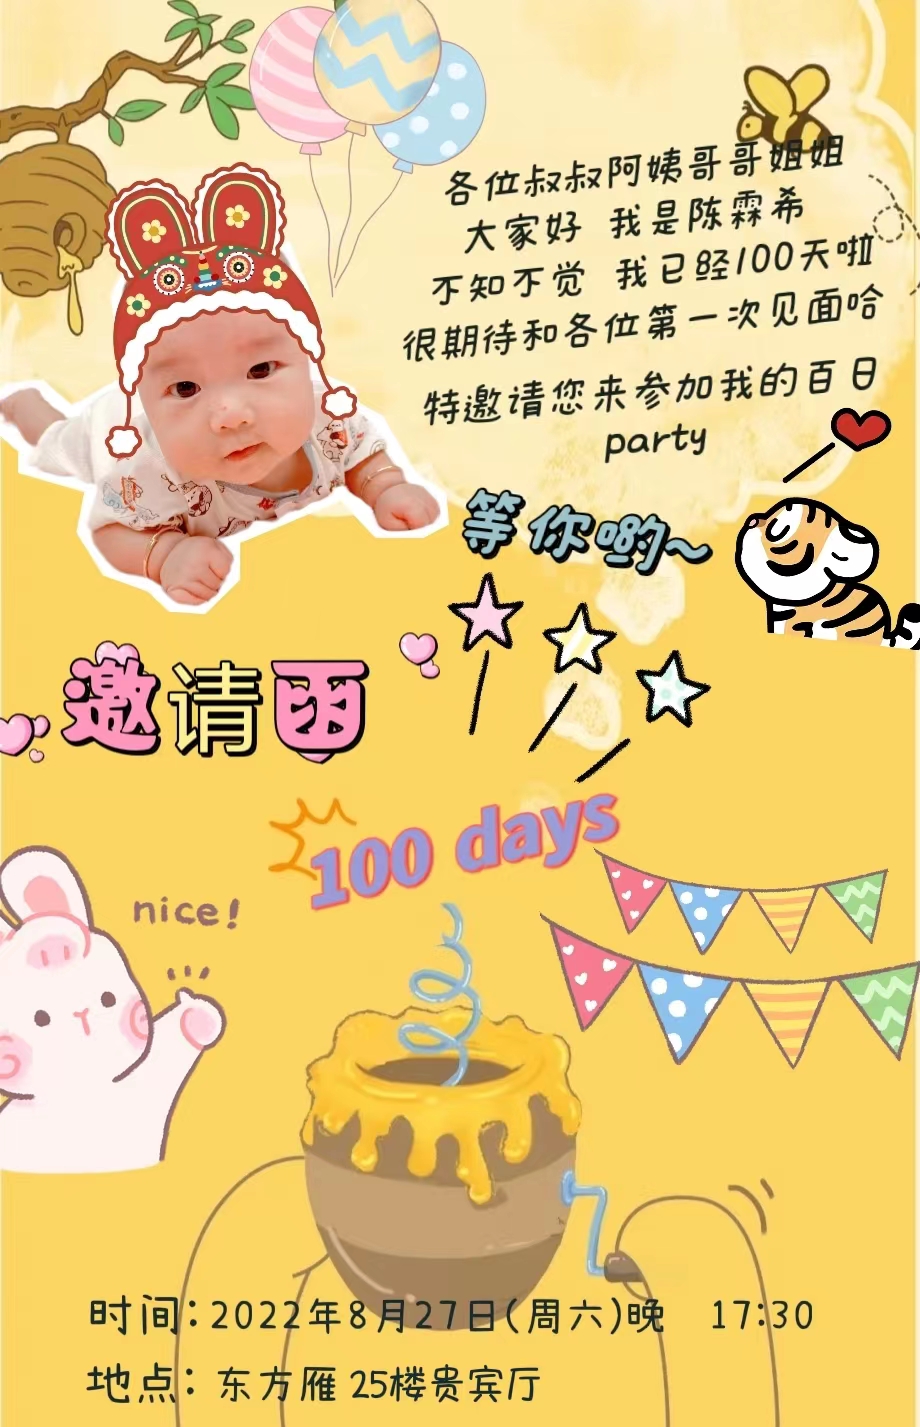 各位叔叔阿姨哥哥姐姐
大家好 我是陈霖希
不知不觉 我已经100天啦
很期待和各位第一次见面哈
特邀请您来参加我的百日
party
等你哟~
邀请函
100 days
nice!
时间:2022年8月27日(周六)晚 17:30
地点: 东方雁 25楼贵宾厅